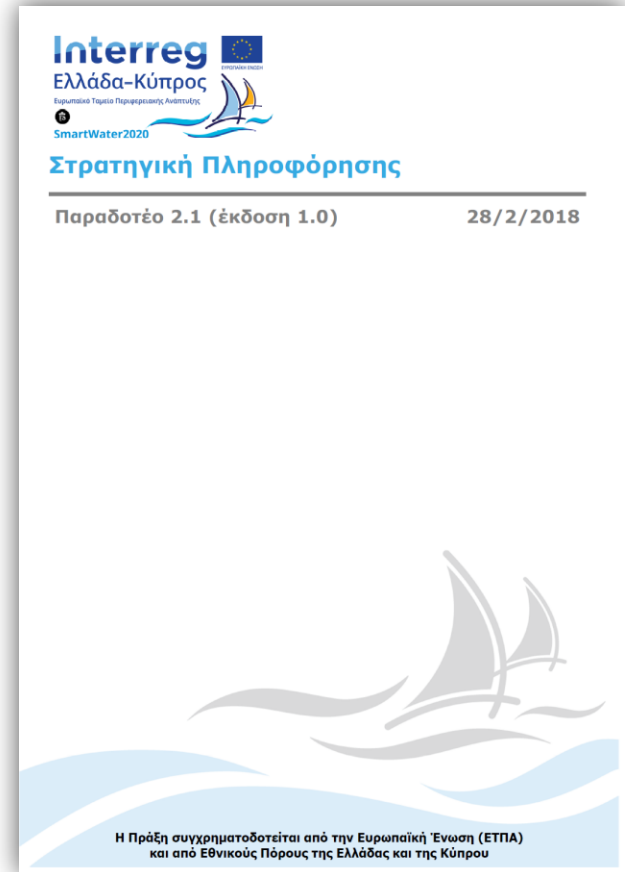 Interreg
ΕΥΡΩΠΑΪΚΗ ΕΝΩΣΗ
Ελλάδα-Κύπρος
Ευρωπαϊκό Ταμείο Περιφερειακής Ανάπτυξης
SmartWater2020
Στρατηγική Πληροφόρησης
Παραδοτέο 2.1 (έκδοση 1.0) 28/2/2018
Η Πράξη συγχρηματοδοτείται από την Ευρωπαϊκή Ένωση (ΕΤΠΑ)
και από Εθνικούς Πόρους της Ελλάδας και της Κύπρου